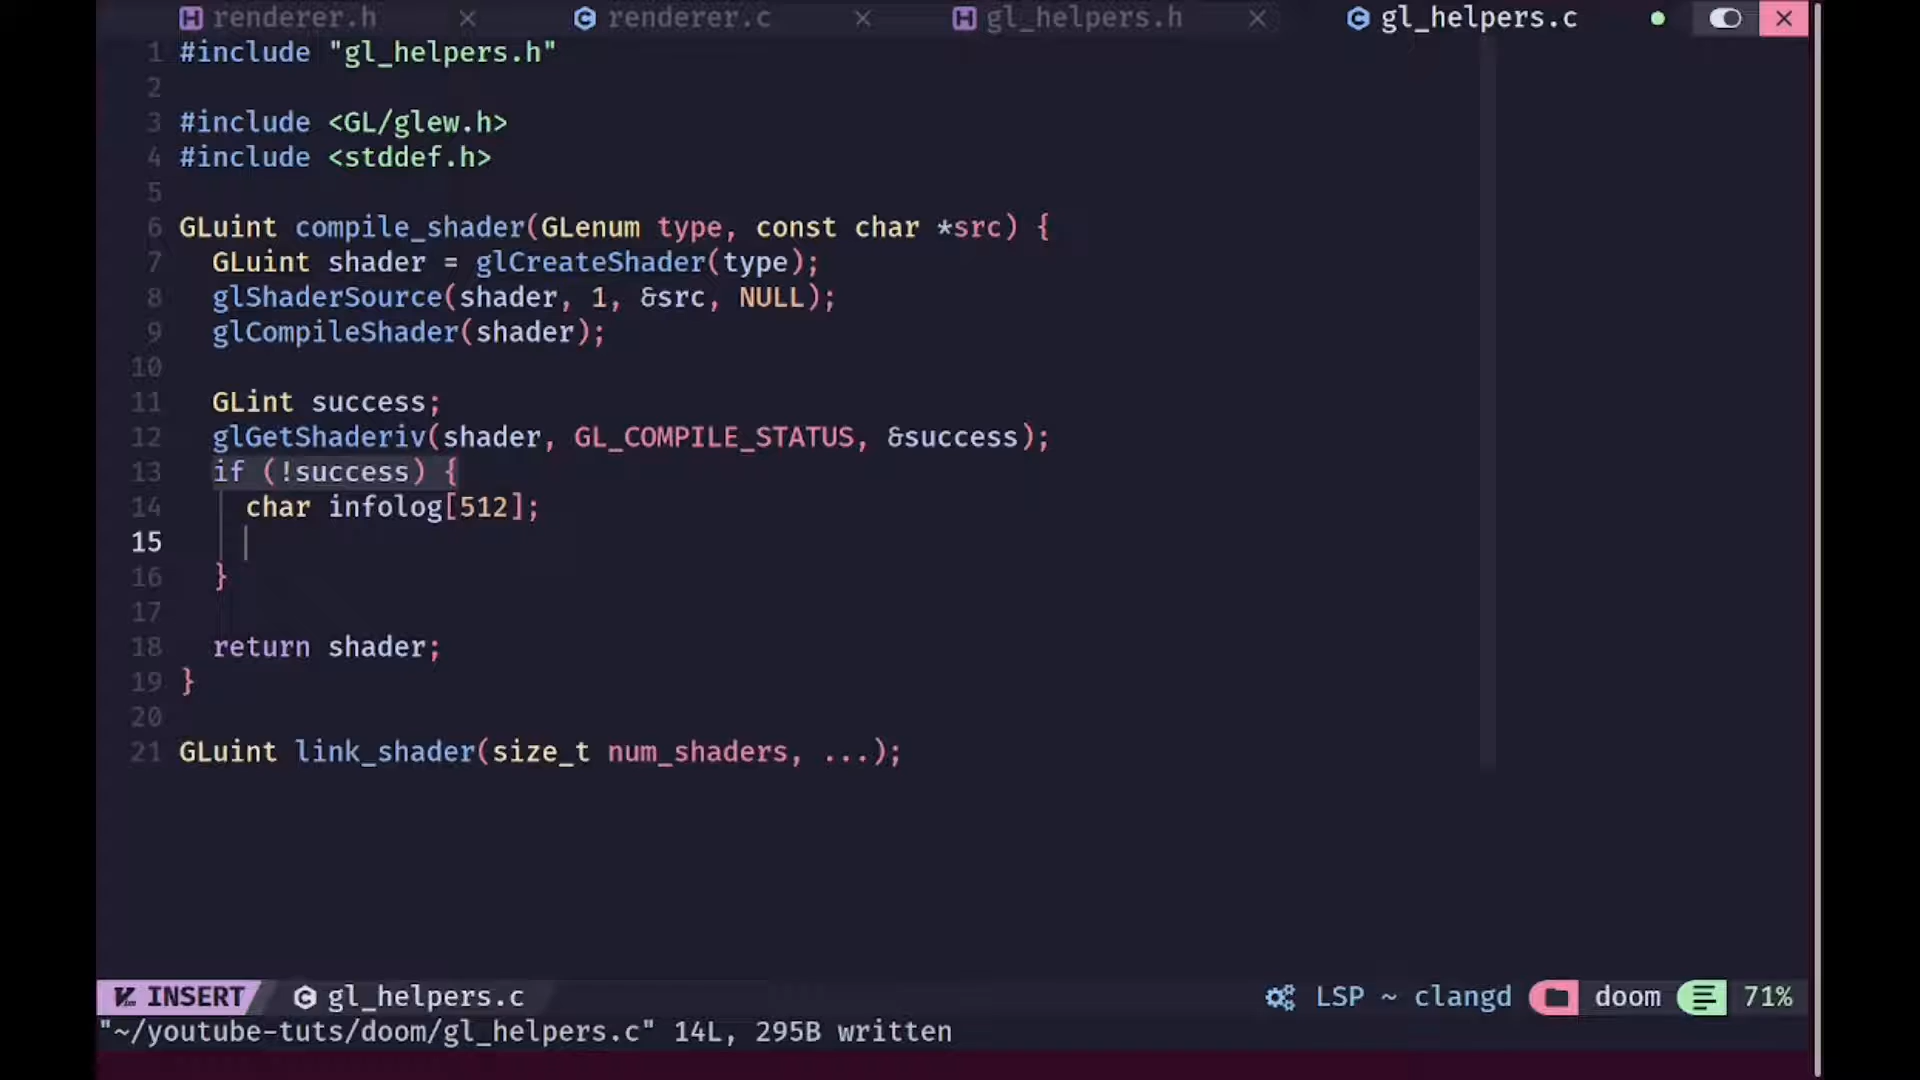 renderer.h
renderer.c
gl_helpers.h
gl_helpers.c
1 #include "gl_helpers.h"
2
3 #include <GL/glew.h>
4 #include <stddef.h>
5
6 GLuint compile_shader(GLenum type, const char *src) {
7   GLuint shader = glCreateShader(type);
8   glShaderSource(shader, 1, &src, NULL);
9   glCompileShader(shader);
10
11   GLint success;
12   glGetShaderiv(shader, GL_COMPILE_STATUS, &success);
13   if (!success) {
14     char infolog[512];
15
16   }
17
18   return shader;
19 }
20
21 GLuint link_shader(size_t num_shaders, ...);
INSERT gl_helpers.c LSP ~ clangd doom 71%
"~/youtube-tuts/doom/gl_helpers.c" 14L, 295B written